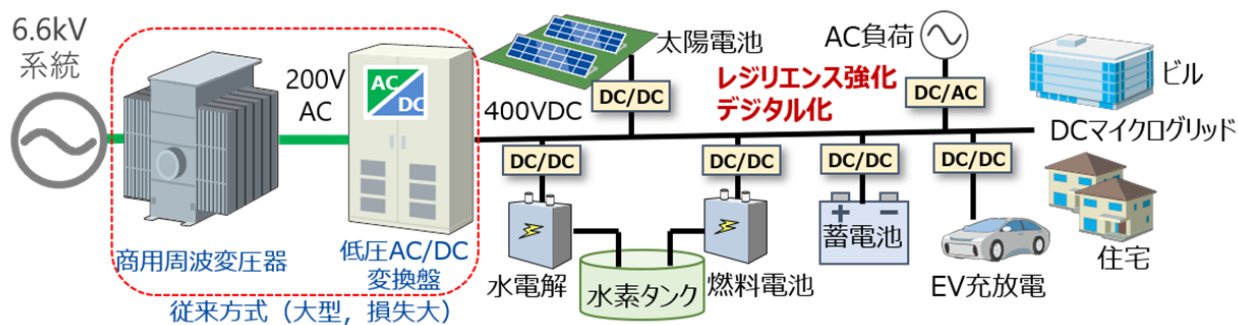 6.6kV
系統
200V
AC
AC
DC
商用周波変圧器
低圧AC/DC
変換盤
従来方式（大型，損失大）
400VDC
太陽電池
DC/DC
レジリエンス強化
デジタル化
AC負荷
DC/AC
ビル
DCマイクログリッド
DC/DC
DC/DC
DC/DC
DC/DC
水電解
水素タンク
燃料電池
蓄電池
EV充放電
住宅